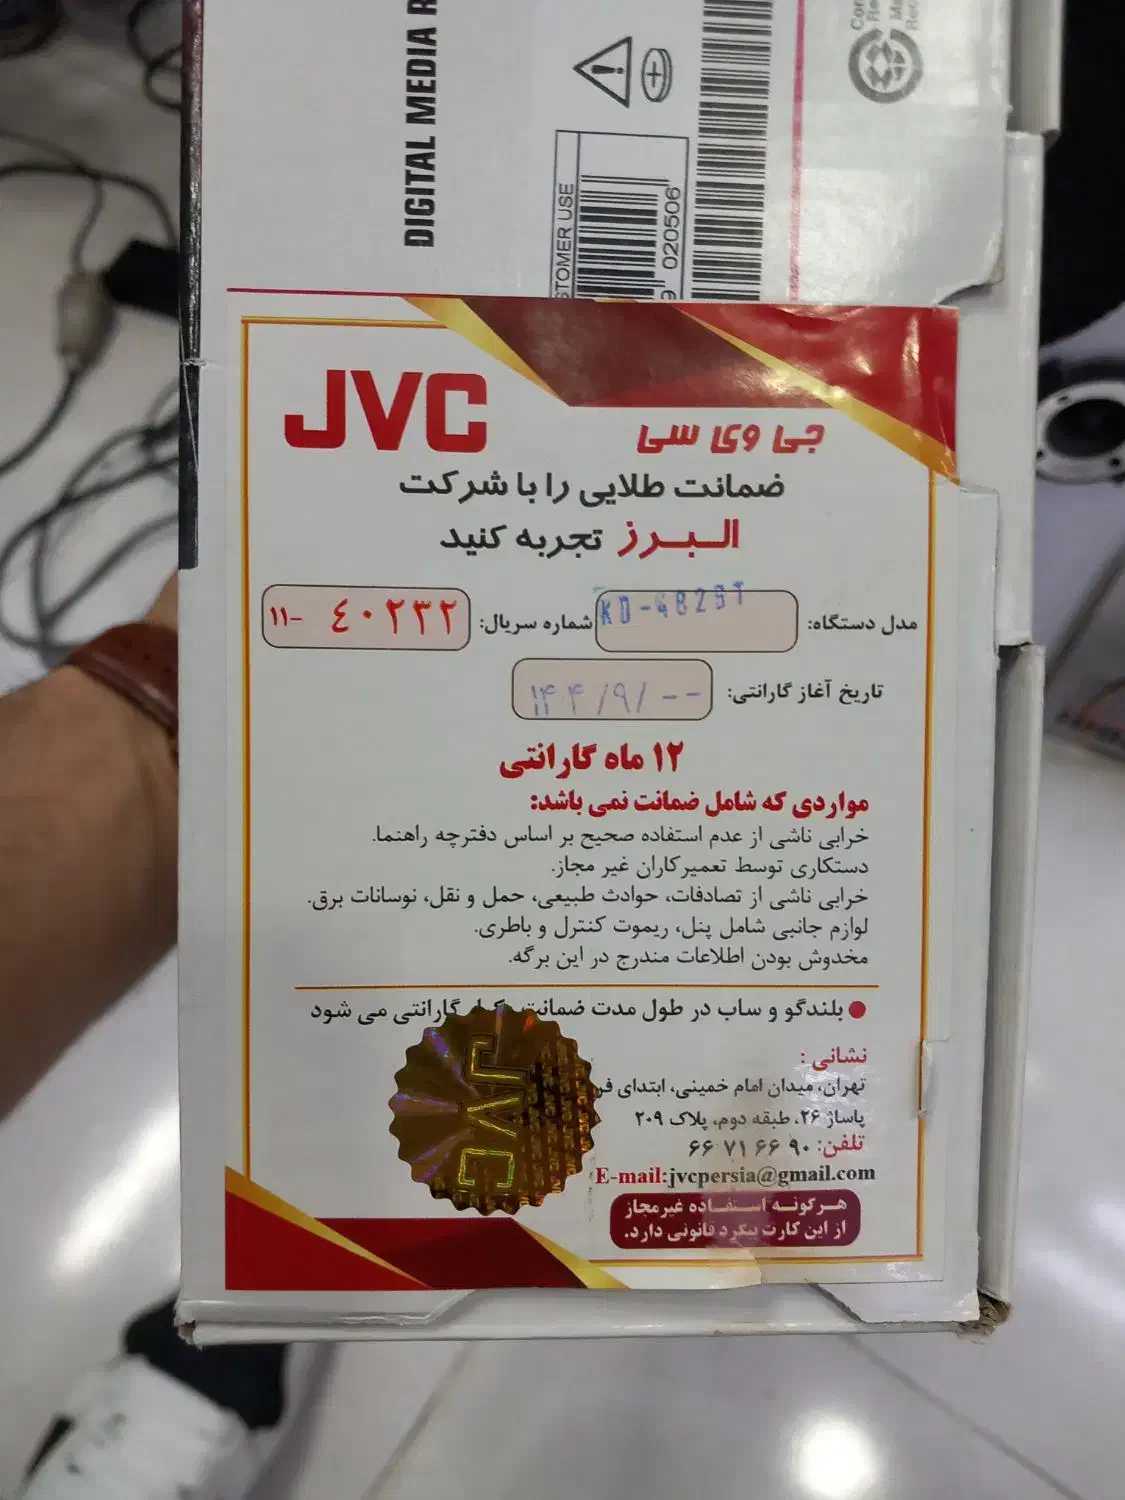 DIGITAL MEDIA R
STOMER USE
9 020506
JVC
جی وی سی
ضمانت طلایی را با شرکت
البرز تجربه کنید
مدل دستگاه:
شماره سریال: ۱۱- ٤۰۲۳۲
تاریخ آغاز گارانتی: --/۱۴۰۴/۹
۱۲ ماه گارانتی
مواردی که شامل ضمانت نمی باشد:
خرابی ناشی از عدم استفاده صحیح بر اساس دفترچه راهنما.
دستکاری توسط تعمیرکاران غیر مجاز.
خرابی ناشی از تصادفات، حوادث طبیعی، حمل و نقل، نوسانات برق.
لوازم جانبی شامل پنل، ریموت کنترل و باطری.
مخدوش بودن اطلاعات مندرج در این برگه.
بلندگو و ساب در طول مدت ضمانت گارانتی می شود
نشانی :
تهران، میدان امام خمینی، ابتدای
پاساژ ۲۶، طبقه دوم، پلاک ۲۰۹
تلفن: ۶۶ ۷۱ ۶۶ ۹۰
E-mail:jvcpersia@gmail.com
هرگونه استفاده غیرمجاز
از این کارت پیگرد قانونی دارد.
JVC